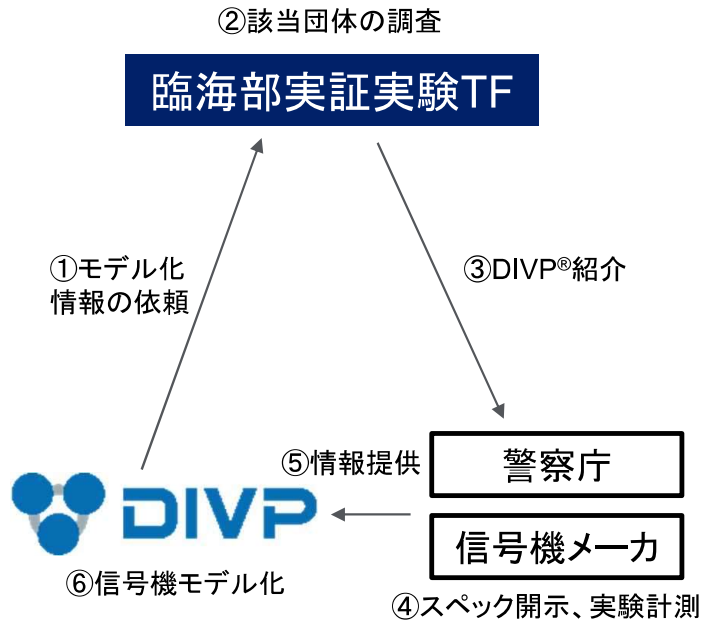 ②該当団体の調査
臨海部実証実験TF
①モデル化
情報の依頼
③DIVP®紹介
⑤情報提供
警察庁
DIVP
信号機メーカ
⑥信号機モデル化
④スペック開示、実験計測